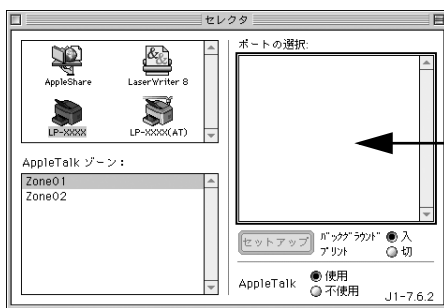 セレクタ
AppleShare
LaserWriter 8
LP-XXXX
LP-XXXX(AT)
AppleTalk ゾーン：
Zone01
Zone02
ポートの選択:
セットアップ
バックグラウンド
プリント
入
切
AppleTalk
使用
不使用
J1-7.6.2